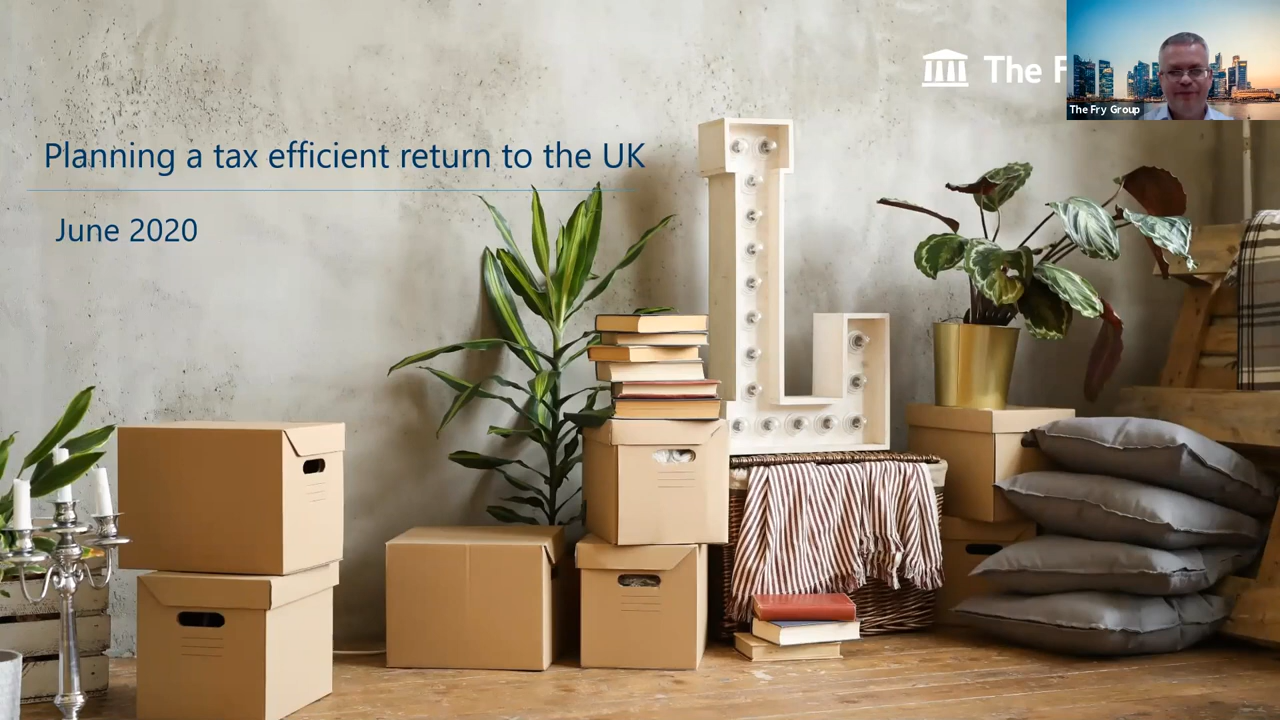 The F
The Fry Group
Planning a tax efficient return to the UK
June 2020